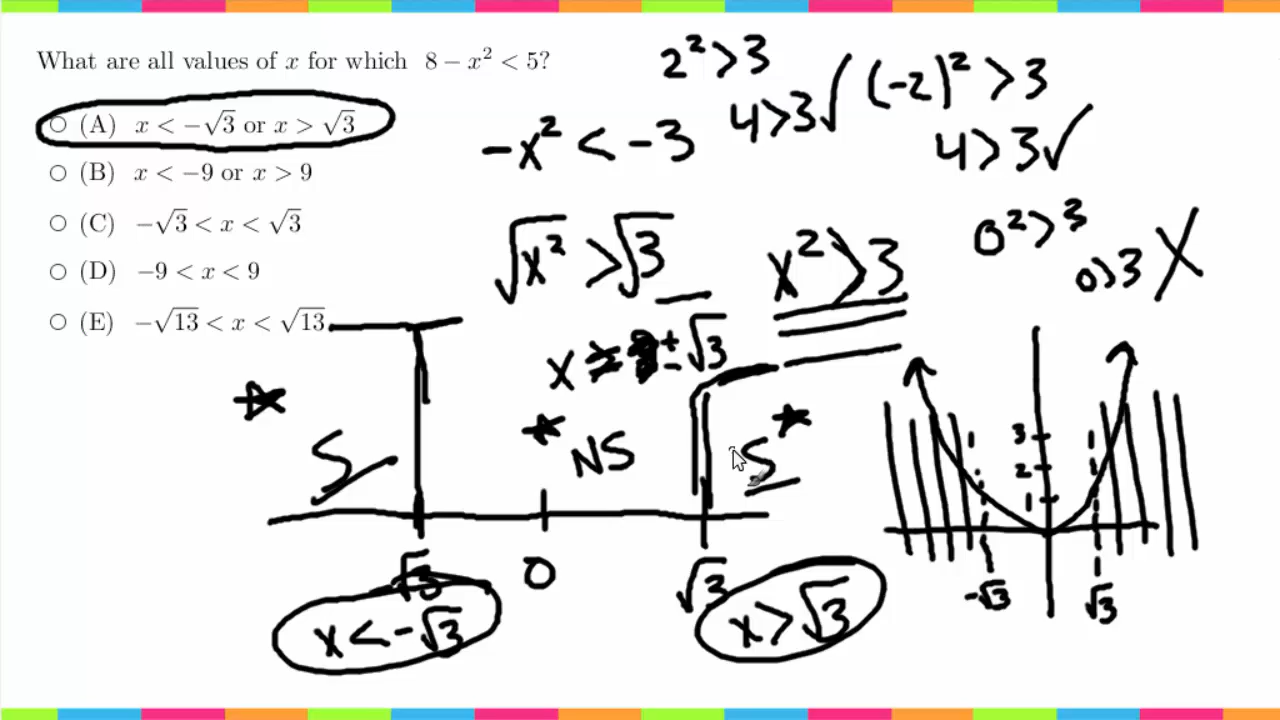 What are all values of x for which 8 − x² < 5?
(A) x < −√3 or x > √3
(B) x < −9 or x > 9
(C) −√3 < x < √3
(D) −9 < x < 9
(E) −√13 < x < √13
2² > 3
4 > 3 √
(-2)² > 3
4 > 3 √
-x² < -3
0² > 3
0 > 3 X
√x² > √3
x² > 3
x ± √3
S
NS
S
0
√3
x < -√3
x > √3
3
2
1
-√3
√3